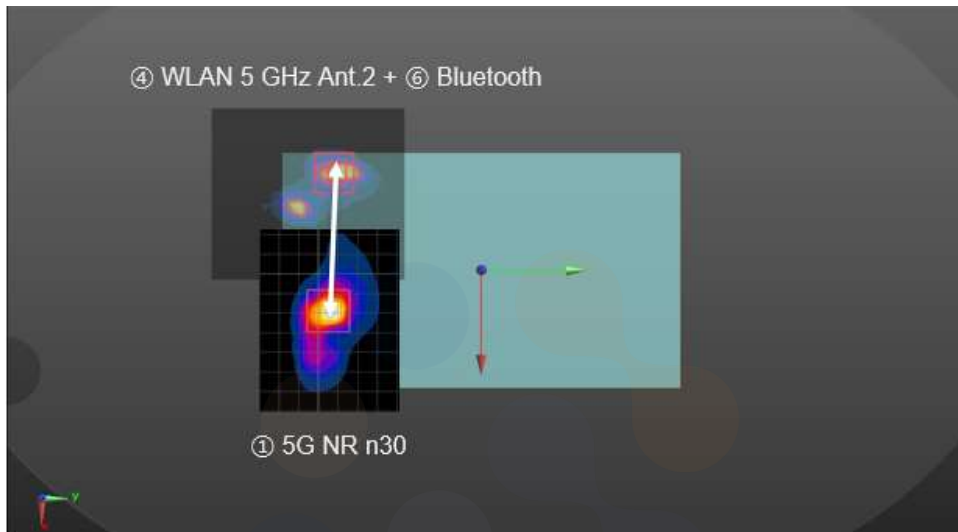 ④ WLAN 5 GHz Ant.2 + ⑥ Bluetooth
① 5G NR n30
y